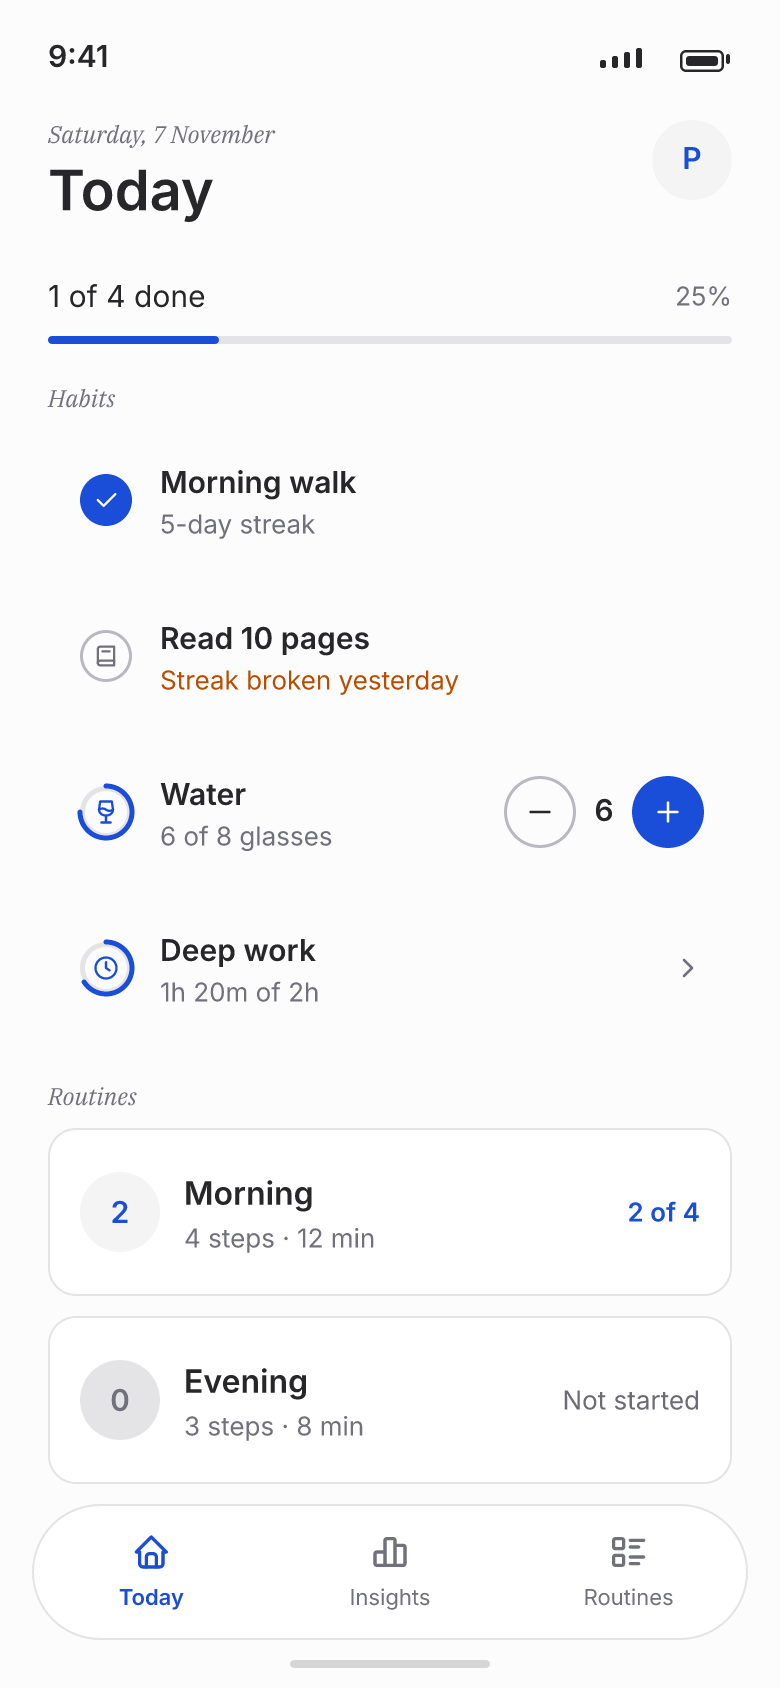 9:41
Saturday, 7 November
Today
P
1 of 4 done
25%
Habits
Morning walk
5-day streak
Read 10 pages
Streak broken yesterday
Water
6 of 8 glasses
6
Deep work
1h 20m of 2h
Routines
2
Morning
4 steps · 12 min
2 of 4
0
Evening
3 steps · 8 min
Not started
Today
Insights
Routines